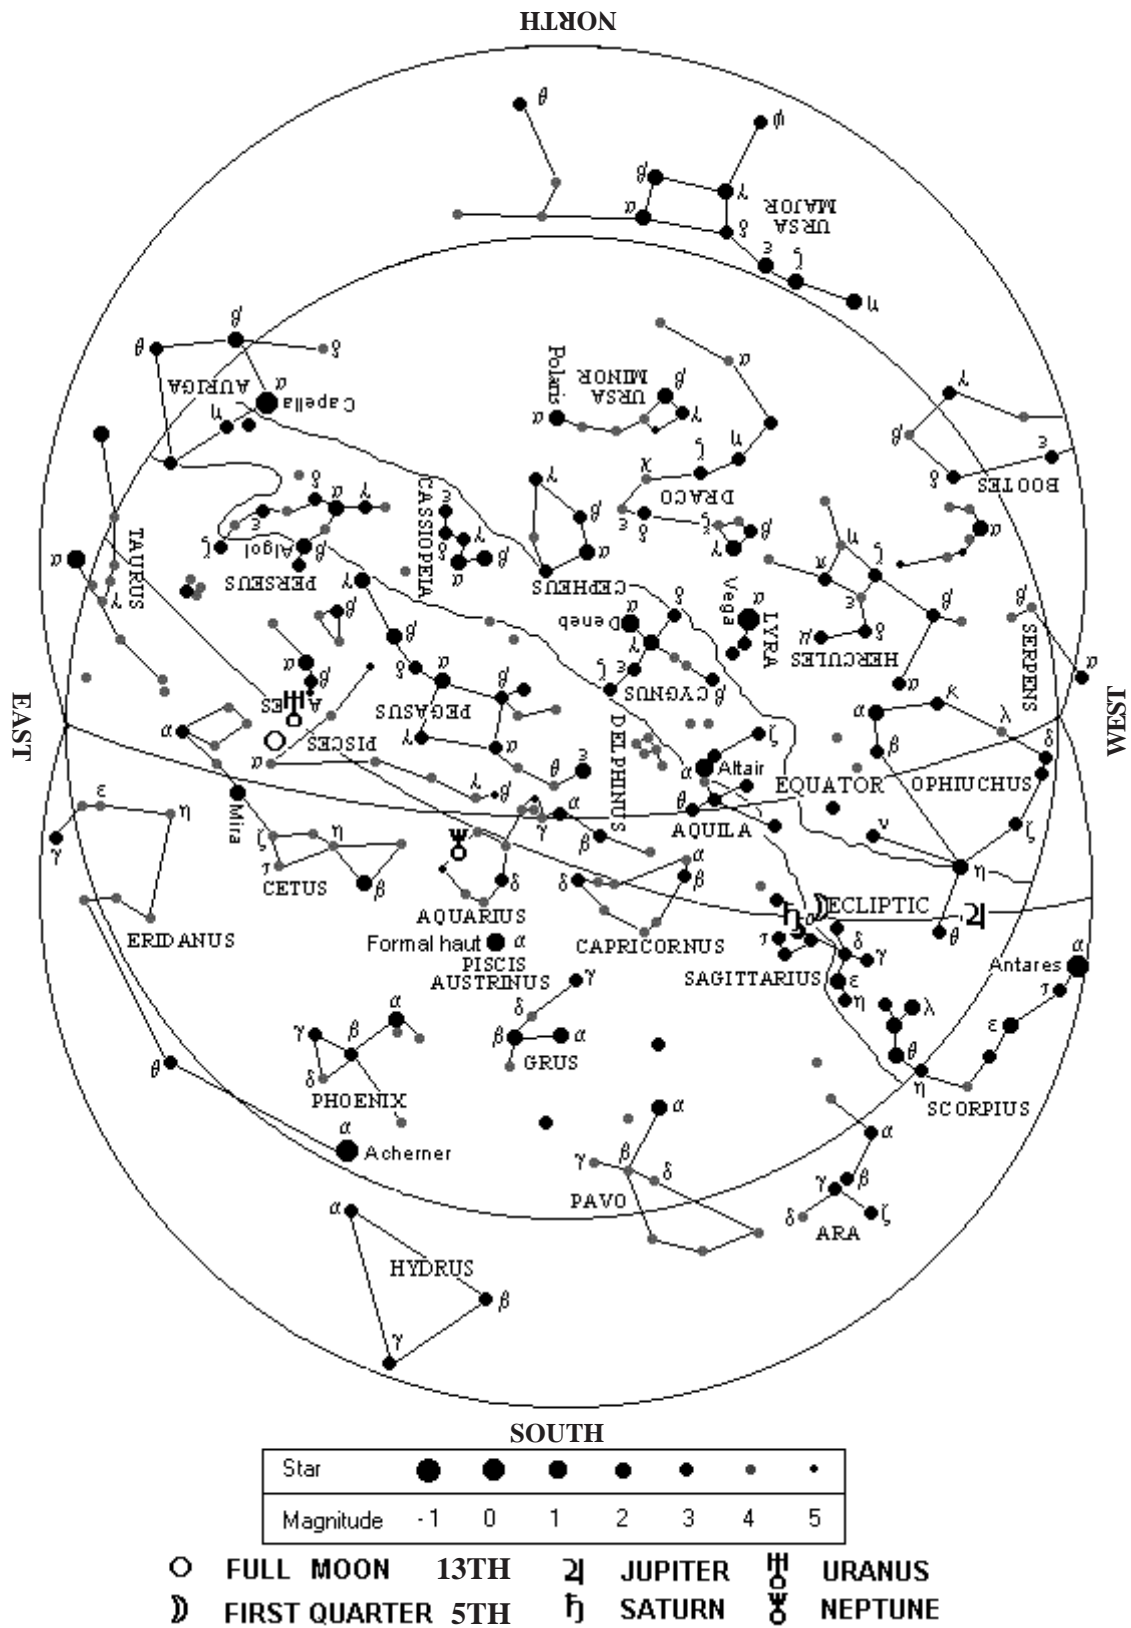 NORTH
θ
φ
β
γ
α
δ
URSA
MAJOR
ε
ζ
η
β
θ
δ
AURIGA
α
Capella
η
Polaris
α
URSA
MINOR
β
γ
α
η
ζ
χ
DRACO
ε
ζ
β
γ
γ
β
δ
ε
BOOTES
TAURUS
α
γ
δ
α
γ
ε
ζ
Algol
β
PERSEUS
CASSIOPEIA
ε
δ
γ
α
β
γ
β
α
CEPHEUS
η
ζ
π
ε
δ
μ
HERCULES
β
α
α
β
SERPENS
α
Vega
α
LYRA
Deneb
α
δ
γ
ε
ζ
β
CYGNUS
γ
β
δ
α
β
PEGASUS
γ
α
β
α
β
A ES
PISCES
α
γ
β
θ
ε
DELPHINUS
ζ
α
Attair
θ
AQUILA
EQUATOR
α
κ
β
λ
δ
OPHIUCHUS
ν
ζ
η
θ
EAST
WEST
α
Mira
ε
η
γ
ERIDANUS
ζ
η
τ
CETUS
β
γ
α
β
δ
AQUARIUS
δ
α
β
CAPRICORNUS
ECLIPTIC
Formal haut α
PISCIS
AUSTRINUS
τ
σ
δ
γ
SAGITTARIUS
ε
η
Antares
α
τ
ε
λ
θ
η
SCORPIUS
γ
δ
β
α
GRUS
α
γ
β
δ
PHOENIX
θ
α
Acherner
α
γ
β
δ
PAVO
α
γ
β
δ
ζ
ARA
α
HYDRUS
β
γ
SOUTH
Star
Magnitude -1 0 1 2 3 4 5
FULL MOON 13TH ♃ JUPITER ♅ URANUS
FIRST QUARTER 5TH ♄ SATURN ♆ NEPTUNE